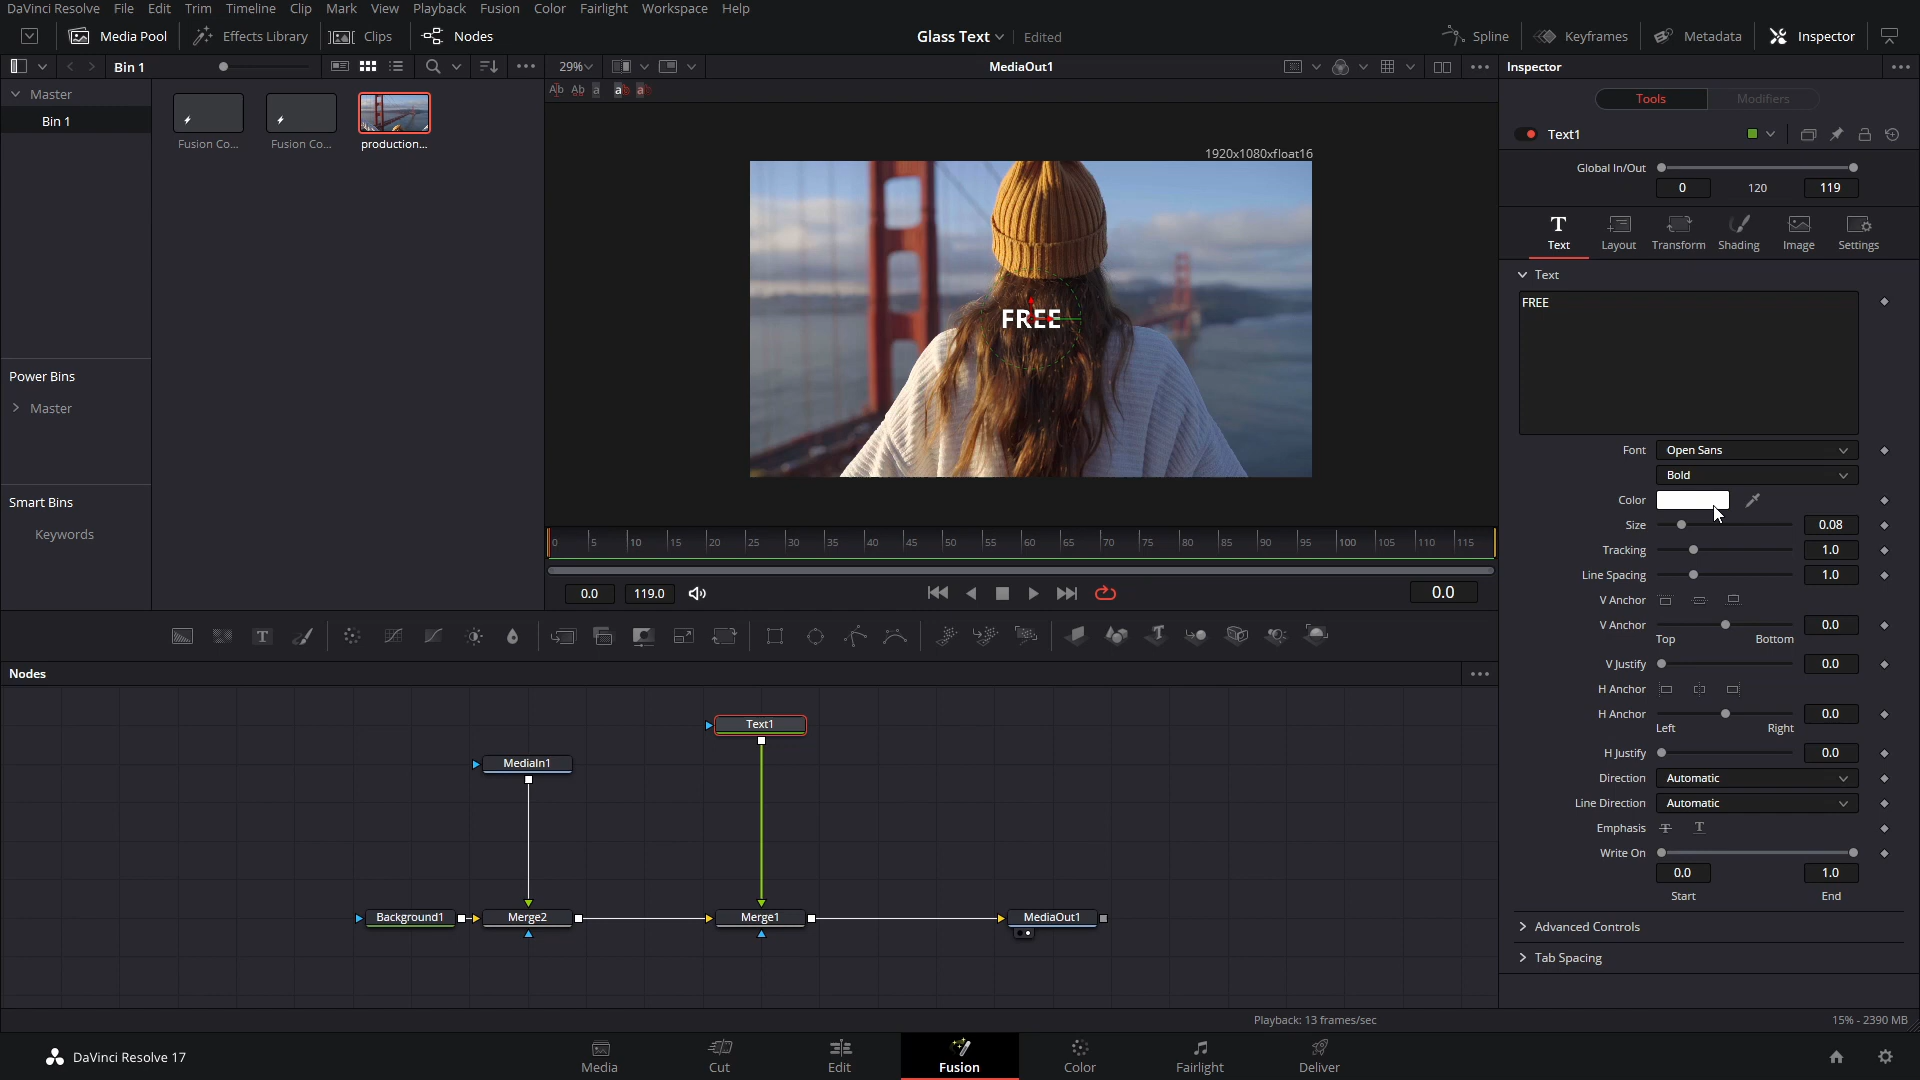 DaVinci Resolve File Edit Trim Timeline Clip Mark View Playback Fusion Color Fairlight Workspace Help
Media Pool Effects Library Clips Nodes Glass Text Edited Spline Keyframes Metadata Inspector
Bin 1 29% MediaOut1 Inspector
Master
Bin 1
Fusion Co... Fusion Co... production...
Power Bins
Master
Smart Bins
Keywords
1920x1080xfloat16
FREE
0 5 10 15 20 25 30 35 40 45 50 55 60 65 70 75 80 85 90 95 100 105 110 115
0.0 119.0 0.0
Tools Modifiers
Text1
Global In/Out
0 120 119
Text Layout Transform Shading Image Settings
Text
FREE
Font Open Sans
Bold
Color
Size 0.08
Tracking 1.0
Line Spacing 1.0
V Anchor
V Anchor 0.0
Top Bottom
V Justify 0.0
H Anchor
H Anchor 0.0
Left Right
H Justify 0.0
Direction Automatic
Line Direction Automatic
Emphasis
Write On
0.0 1.0
Start End
Advanced Controls
Tab Spacing
Nodes
Text1
MediaIn1
Background1 Merge2 Merge1 MediaOut1
Playback: 13 frames/sec 15% - 2390 MB
DaVinci Resolve 17 Media Cut Edit Fusion Color Fairlight Deliver